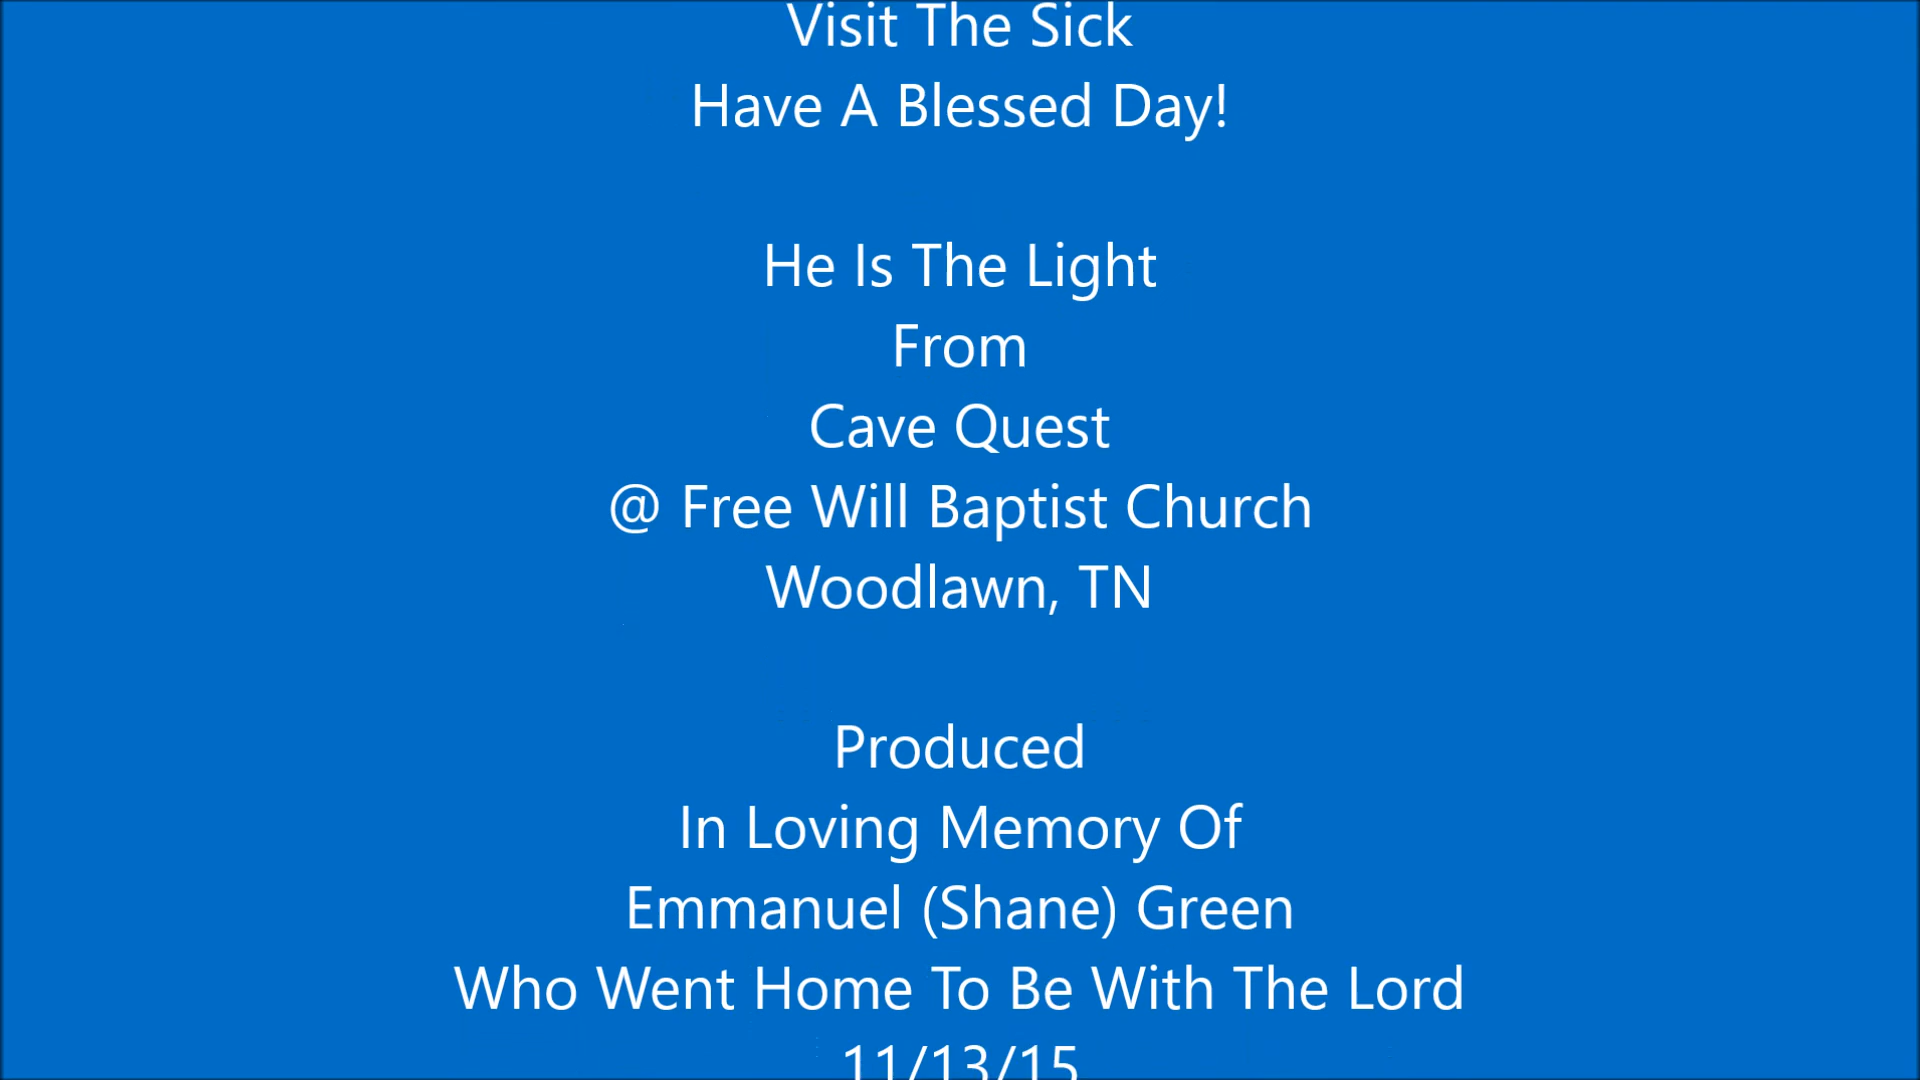 Visit The Sick
Have A Blessed Day!
He Is The Light
From
Cave Quest
@ Free Will Baptist Church
Woodlawn, TN
Produced
In Loving Memory Of
Emmanuel (Shane) Green
Who Went Home To Be With The Lord
11/13/15